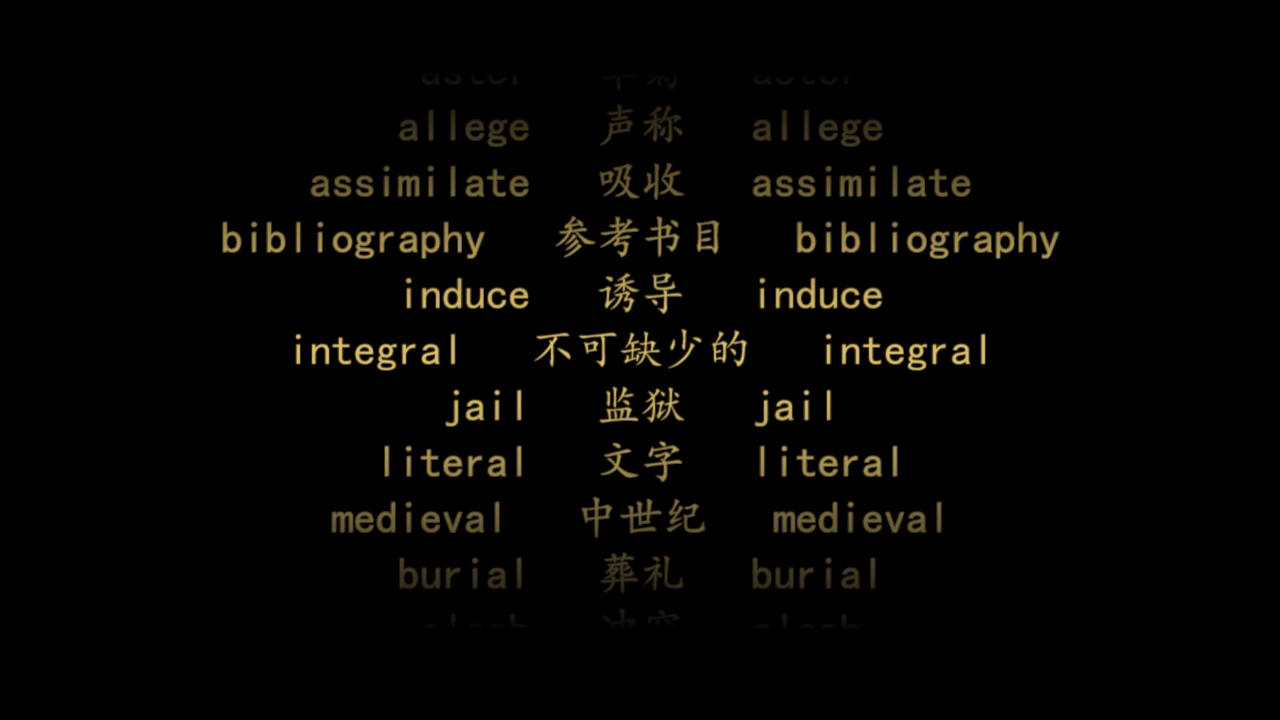 allege 声称 allege
assimilate 吸收 assimilate
bibliography 参考书目 bibliography
induce 诱导 induce
integral 不可缺少的 integral
jail 监狱 jail
literal 文字 literal
medieval 中世纪 medieval
burial 葬礼 burial